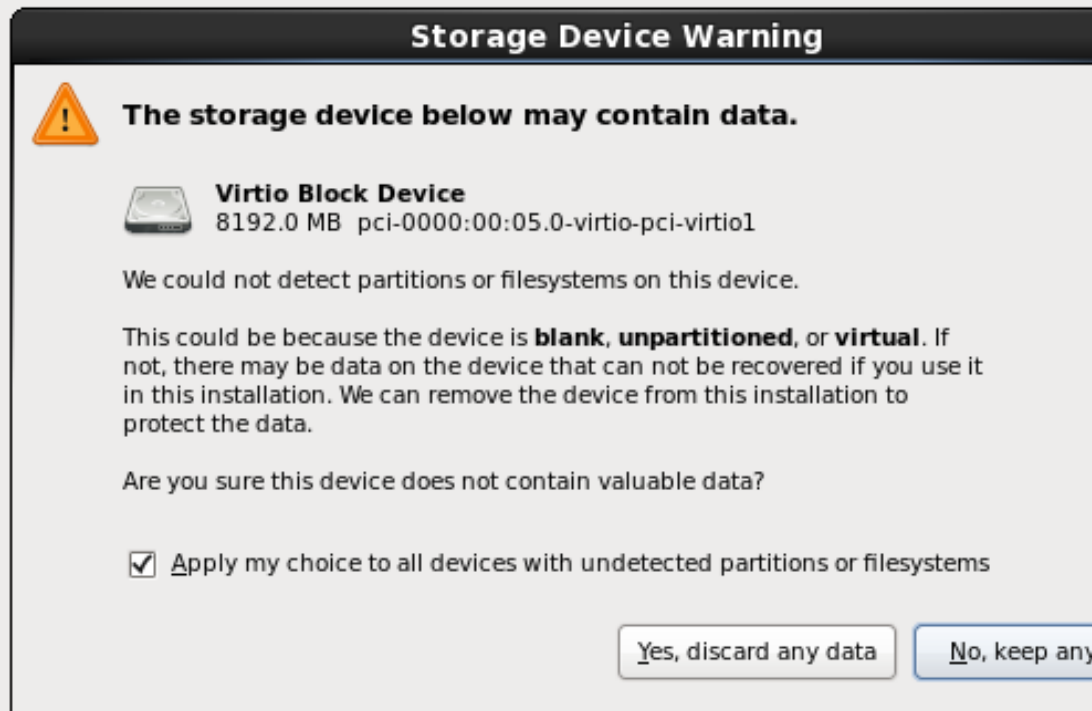 Storage Device Warning
The storage device below may contain data.
Virtio Block Device
8192.0 MB pci-0000:00:05.0-virtio-pci-virtio1
We could not detect partitions or filesystems on this device.
This could be because the device is blank, unpartitioned, or virtual. If
not, there may be data on the device that can not be recovered if you use it
in this installation. We can remove the device from this installation to
protect the data.
Are you sure this device does not contain valuable data?
Apply my choice to all devices with undetected partitions or filesystems
Yes, discard any data
No, keep any